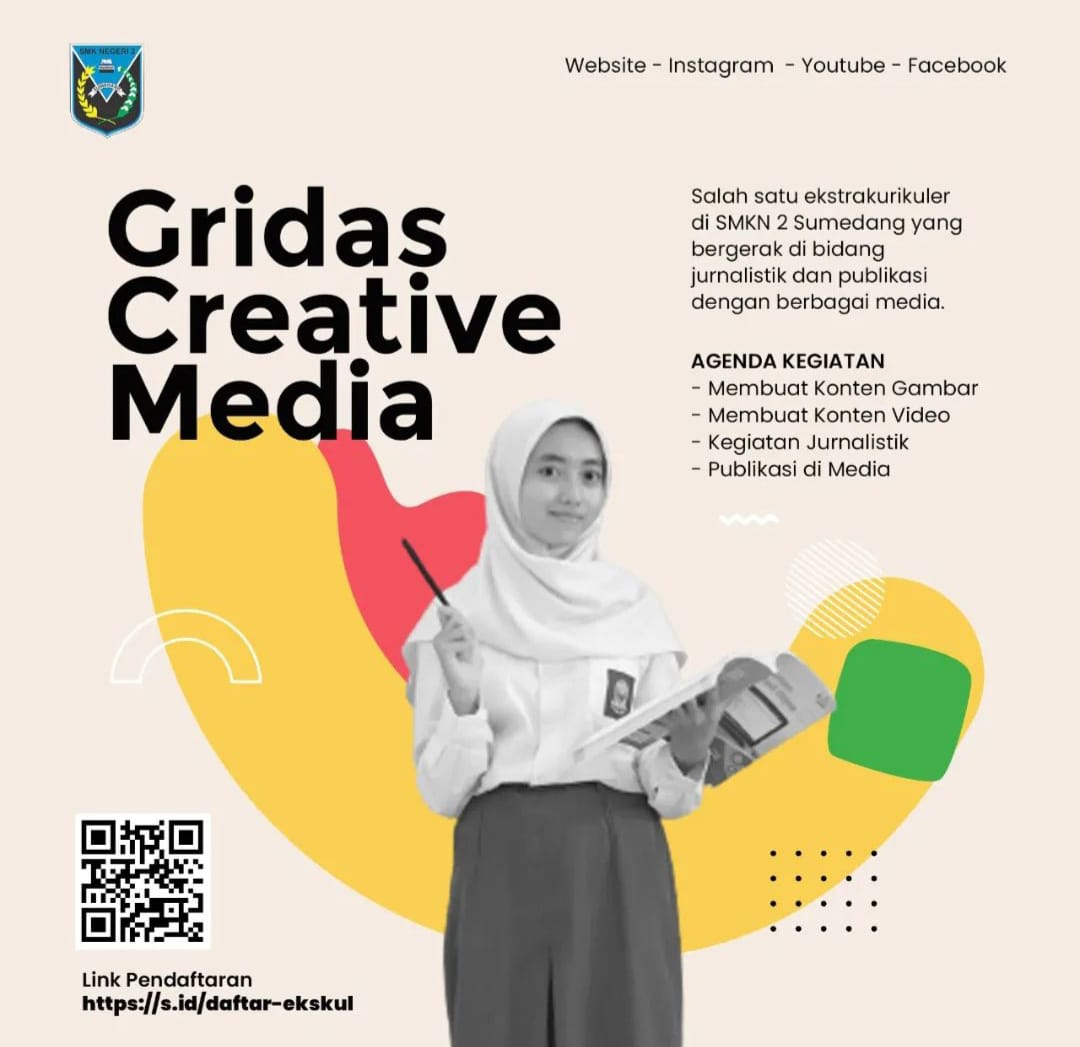 SMK NEGERI 2
Website - Instagram - Youtube - Facebook
Gridas
Creative
Media
Salah satu ekstrakurikuler
di SMKN 2 Sumedang yang
bergerak di bidang
jurnalistik dan publikasi
dengan berbagai media.
AGENDA KEGIATAN
- Membuat Konten Gambar
- Membuat Konten Video
- Kegiatan Jurnalistik
- Publikasi di Media
Link Pendaftaran
https://s.id/daftar-ekskul